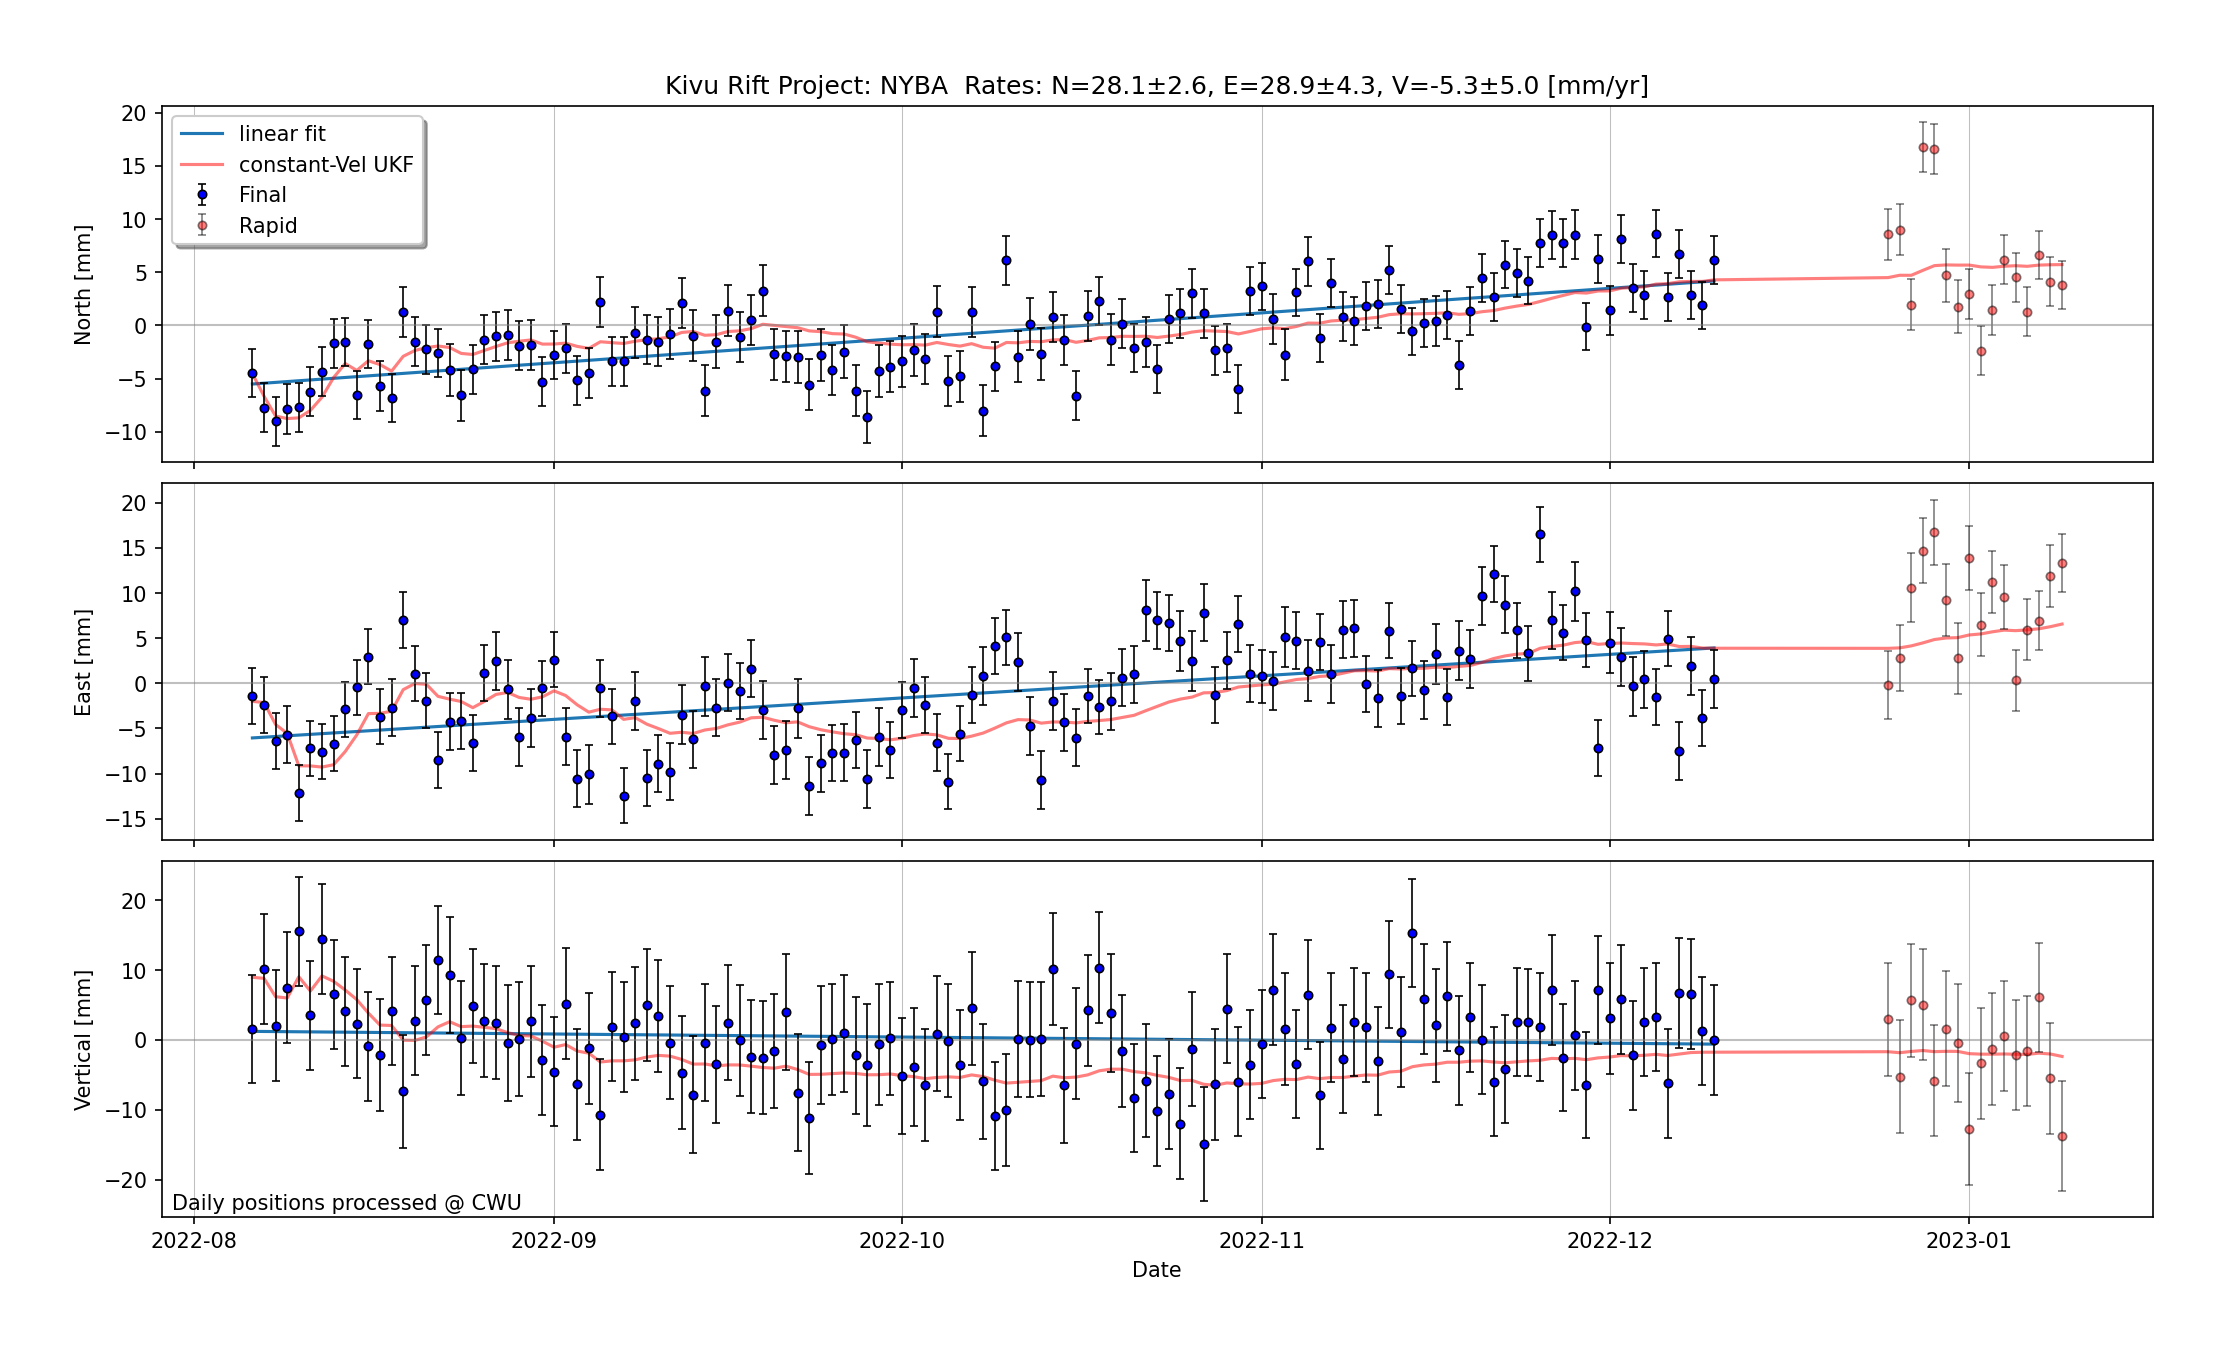 Kivu Rift Project: NYBA  Rates: N=28.1±2.6, E=28.9±4.3, V=-5.3±5.0 [mm/yr]
linear fit
constant-Vel UKF
Final
Rapid
North [mm]
20
15
10
5
0
−5
−10
East [mm]
20
15
10
5
0
−5
−10
−15
Vertical [mm]
20
10
0
−10
−20
Daily positions processed @ CWU
2022-08 2022-09 2022-10 2022-11 2022-12 2023-01
Date